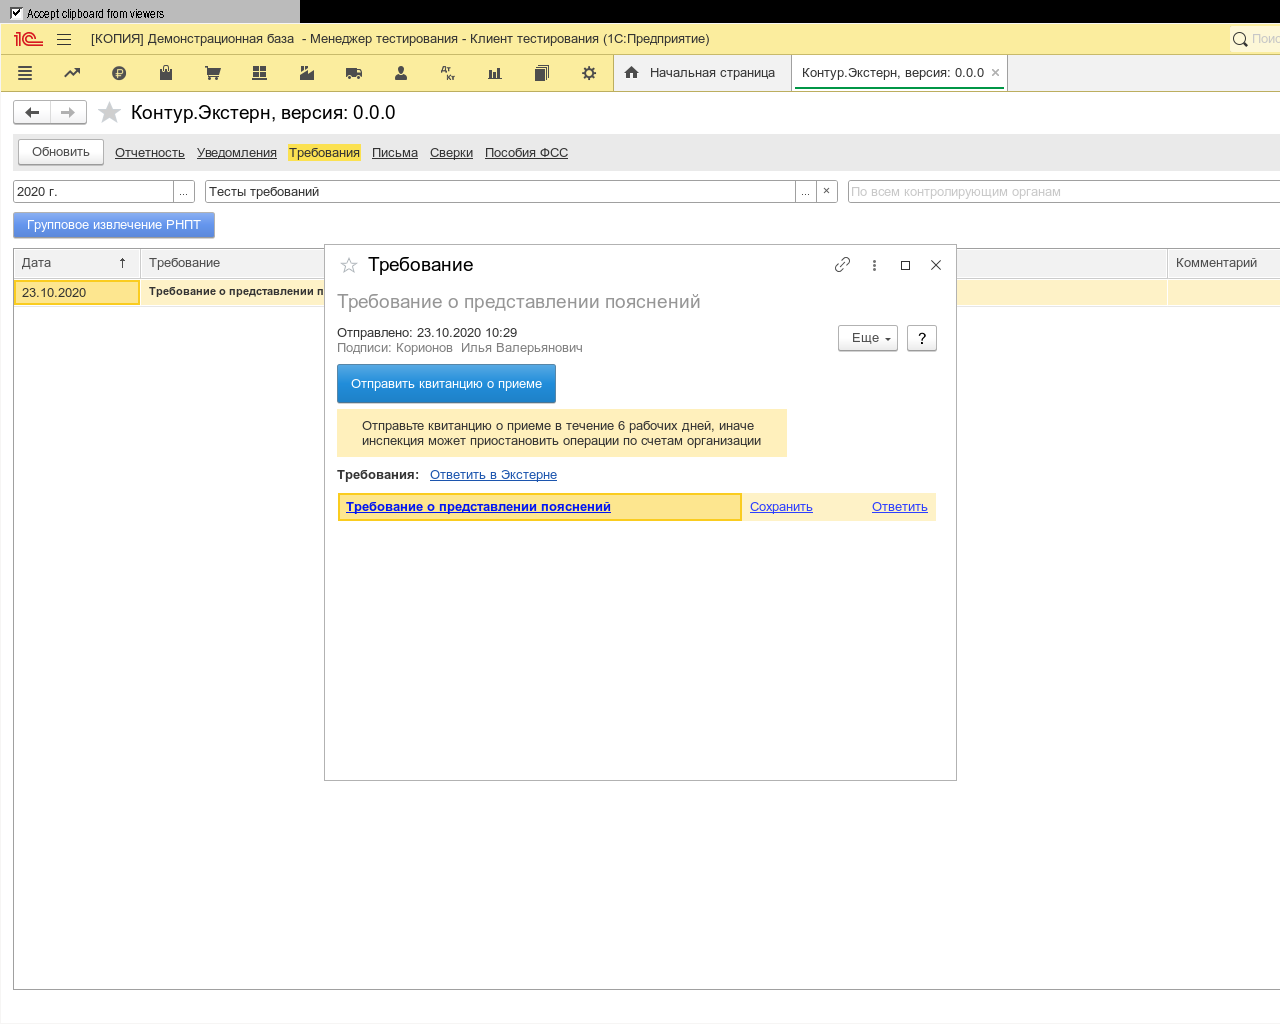 Accept clipboard from viewers
[КОПИЯ] Демонстрационная база - Менеджер тестирования - Клиент тестирования (1С:Предприятие)
Поис
Дт Кт
Начальная страница
Контур.Экстерн, версия: 0.0.0
Контур.Экстерн, версия: 0.0.0
Обновить Отчетность Уведомления Требования Письма Сверки Пособия ФСС
2020 г. ... Тесты требований ... × По всем контролирующим органам
Групповое извлечение РНПТ
Дата ↑ Требование Комментарий
23.10.2020 Требование о представлении п
Требование
Требование о представлении пояснений
Отправлено: 23.10.2020 10:29
Подписи: Корионов Илья Валерьянович
Еще ?
Отправить квитанцию о приеме
Отправьте квитанцию о приеме в течение 6 рабочих дней, иначе
инспекция может приостановить операции по счетам организации
Требования: Ответить в Экстерне
Требование о представлении пояснений Сохранить Ответить